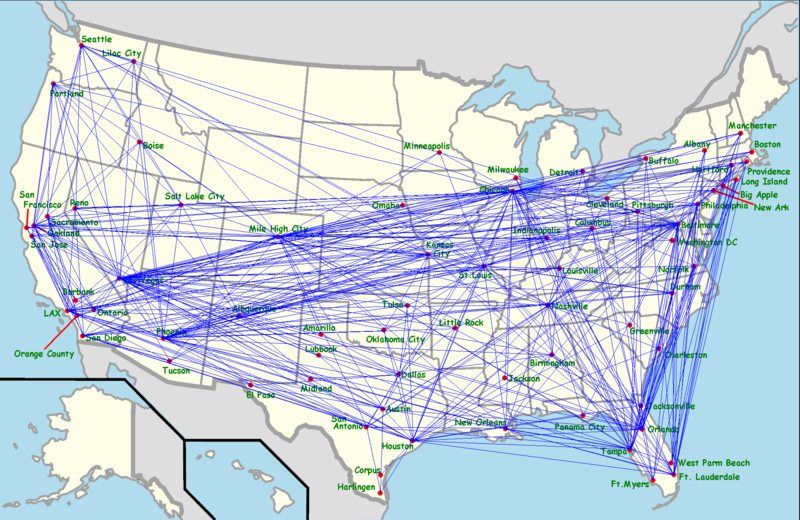 Seattle
Lilac City
Portland
Boise
Minneapolis
Manchester
Albany
Boston
Buffalo
Milwaukee
Detroit
Hartford
Providence
Long Island
Big Apple
New Ark
Chicago
Cleveland
Pittsburgh
Philadelphia
Salt Lake City
Omaha
San
Francisco
Reno
Sacramento
Oakland
San Jose
Mile High City
Indianapolis
Columbus
Baltimore
Washington DC
Kansas
City
St Louis
Louisville
Norfolk
Vegas
Durham
Burbank
LAX
Ontario
Albuquerque
Tulsa
Nashville
Orange County
San Diego
Phoenix
Amarilla
Oklahoma City
Little Rock
Greenville
Charleston
Tucson
Lubbock
Birmingham
Midland
Dallas
Jackson
El Paso
Austin
San
Antonio
Houston
New Orleans
Panama City
Jacksonville
Orlando
Tampa
West Parm Beach
Ft. Lauderdale
Ft.Myers
Corpus
Harlingen